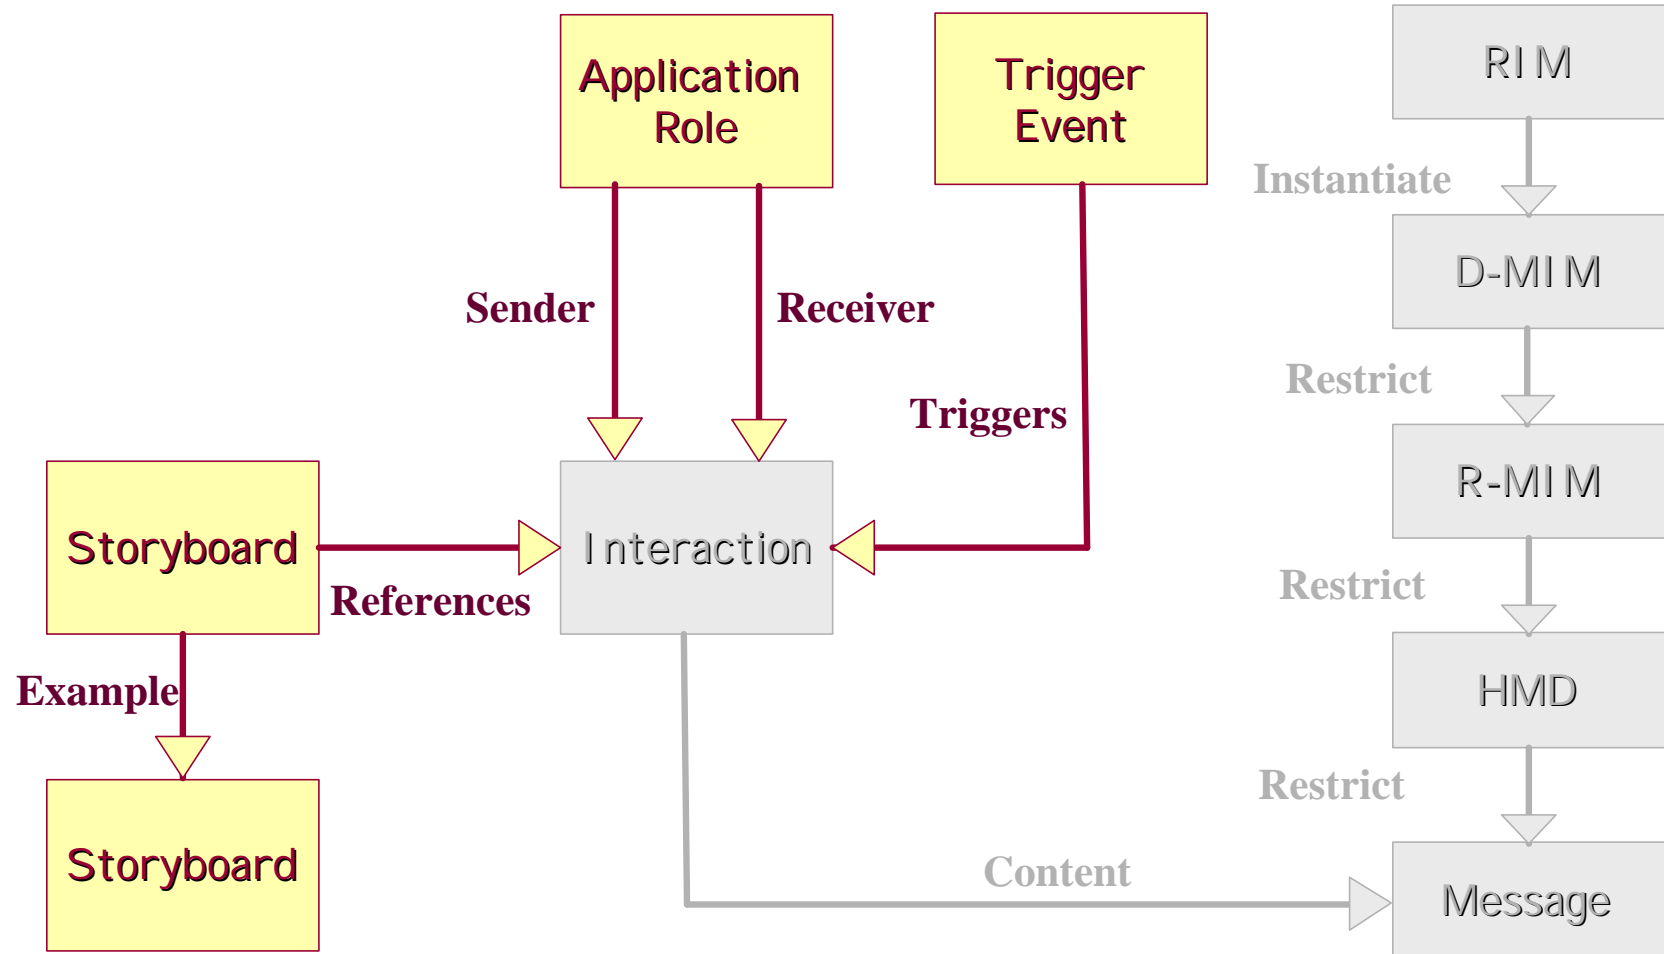 Application
Role
Trigger
Event
RIM
Instantiate
D-MIM
Sender
Receiver
Restrict
Triggers
R-MIM
Storyboard
Interaction
References
Restrict
Example
HMD
Restrict
Storyboard
Content
Message